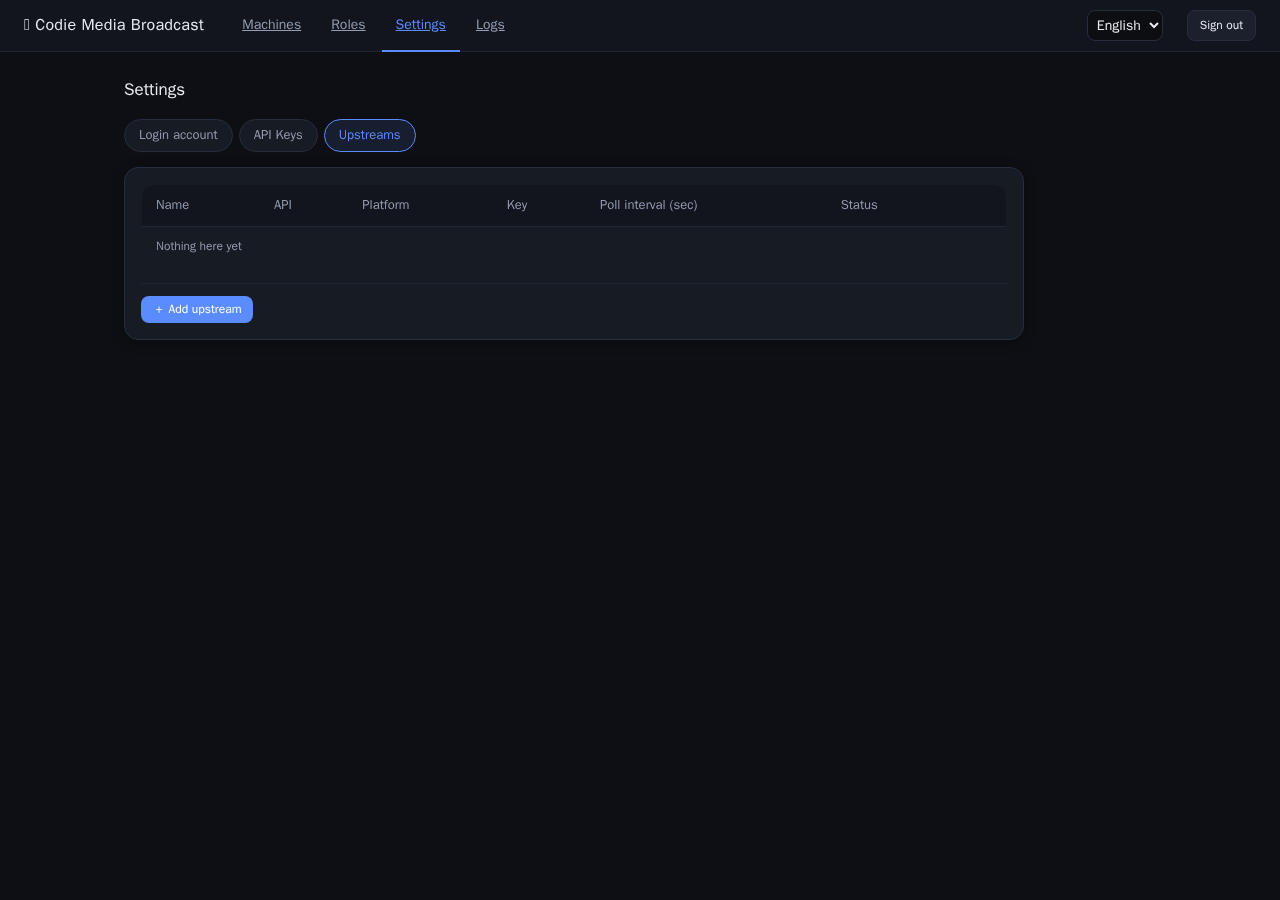 Codie Media Broadcast Machines Roles Settings Logs English Sign out
Settings
Login account API Keys Upstreams
Name API Platform Key Poll interval (sec) Status
Nothing here yet
+ Add upstream